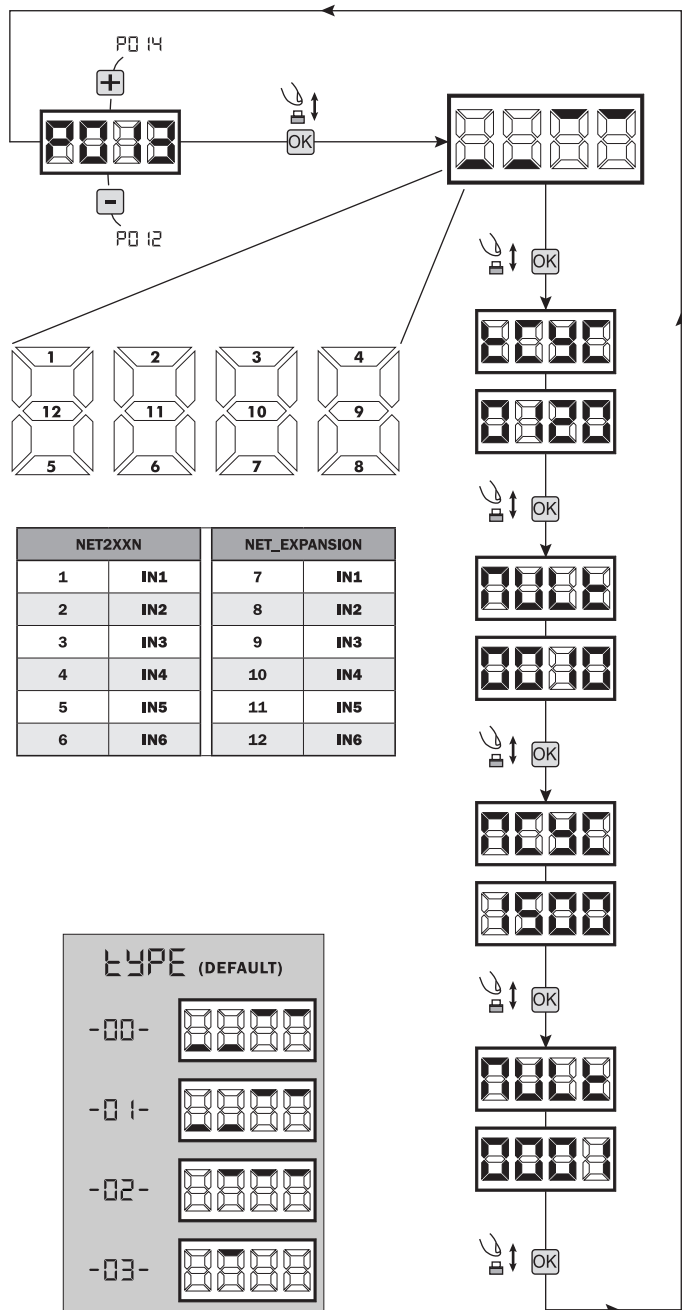 P014
+
P013
OK
-
P012
OK
tCYC
1 2 3 4
12 11 10 9
0120
5 6 7 8
OK
NET2XXN NET_EXPANSION
1 IN1 7 IN1
2 IN2 8 IN2
3 IN3 9 IN3
4 IN4 10 IN4
5 IN5 11 IN5
6 IN6 12 IN6
MULt
0010
OK
MCYC
1500
tYPE (DEFAULT)
OK
-00-
-01-
MULt
-02-
0001
-03-
OK